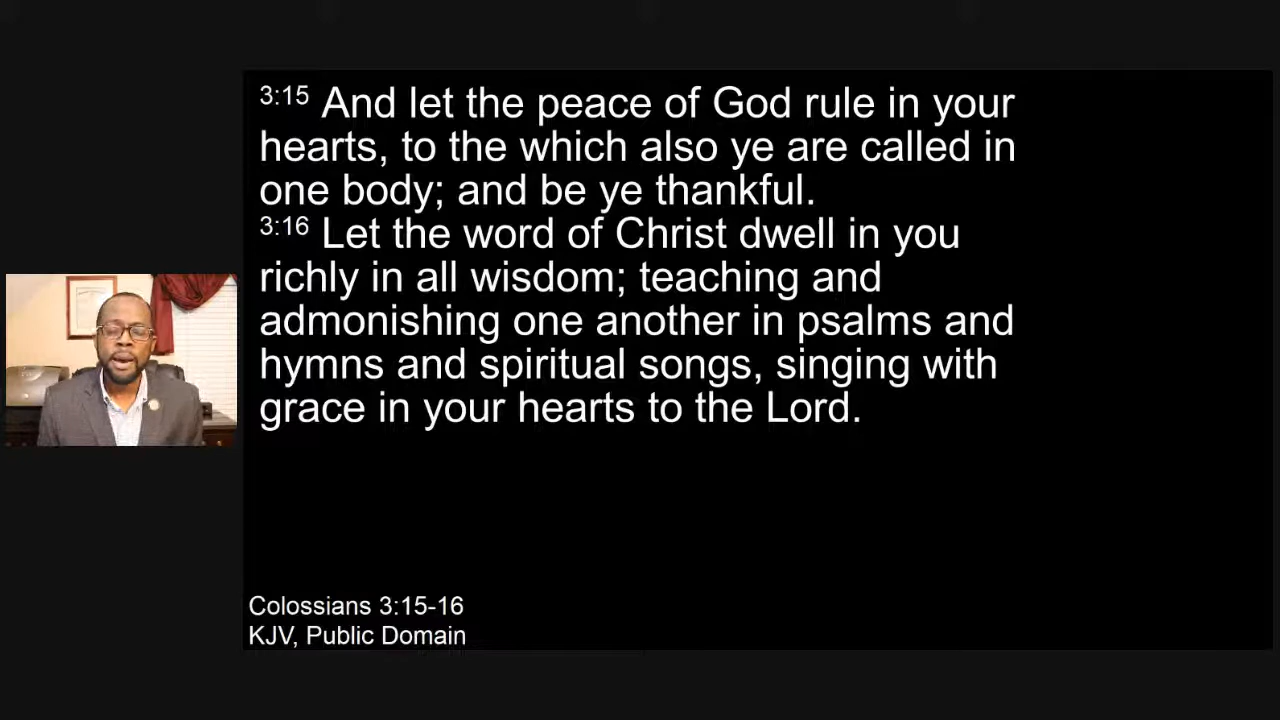 3:15 And let the peace of God rule in your
hearts, to the which also ye are called in
one body; and be ye thankful.
3:16 Let the word of Christ dwell in you
richly in all wisdom; teaching and
admonishing one another in psalms and
hymns and spiritual songs, singing with
grace in your hearts to the Lord.
Colossians 3:15-16
KJV, Public Domain